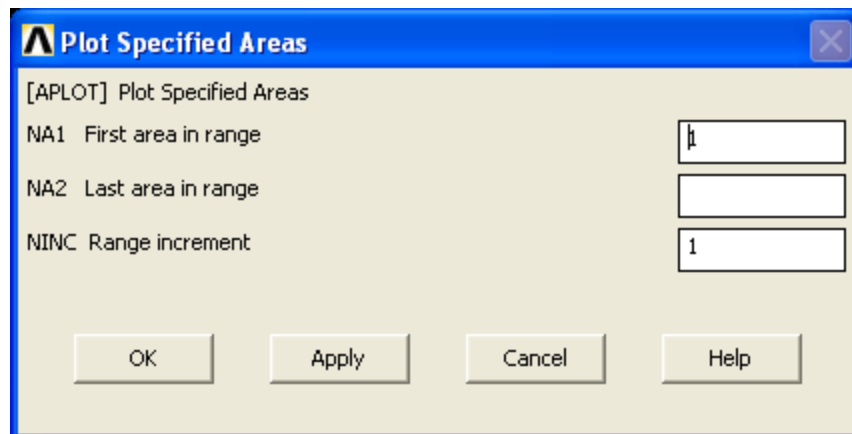 Plot Specified Areas
[APLOT] Plot Specified Areas
NA1 First area in range 1
NA2 Last area in range
NINC Range increment 1
OK Apply Cancel Help